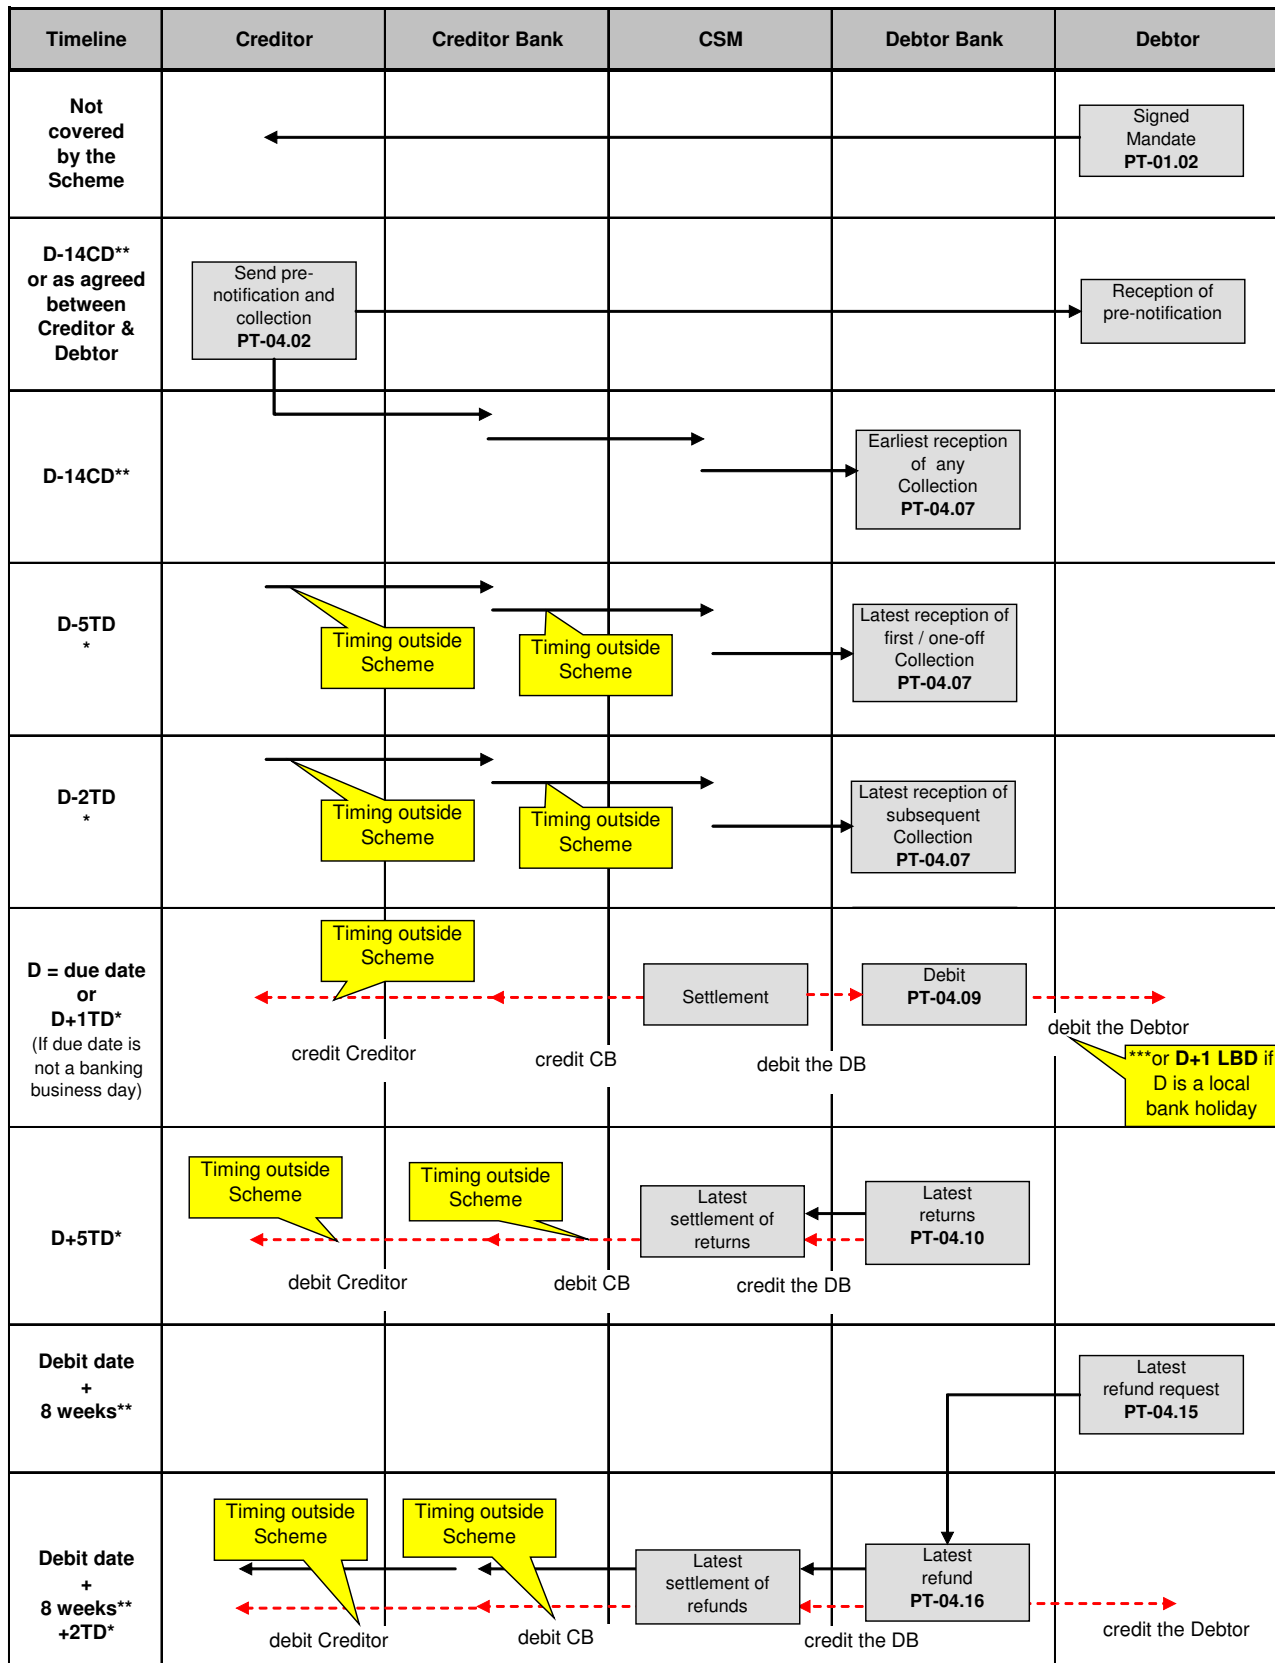 Timeline
Creditor
Creditor Bank
CSM
Debtor Bank
Debtor
Not
covered
by the
Scheme
Signed
Mandate
PT-01.02
D-14CD**
or as agreed
between
Creditor &
Debtor
Send pre-
notification and
collection
PT-04.02
Reception of
pre-notification
D-14CD**
Earliest reception
of any
Collection
PT-04.07
D-5TD
*
Timing outside
Scheme
Timing outside
Scheme
Latest reception of
first / one-off
Collection
PT-04.07
D-2TD
*
Timing outside
Scheme
Timing outside
Scheme
Latest reception of
subsequent
Collection
PT-04.07
D = due date
or
D+1TD*
(If due date is
not a banking
business day)
Timing outside
Scheme
Settlement
Debit
PT-04.09
credit Creditor
credit CB
debit the DB
debit the Debtor
***or D+1 LBD if
D is a local
bank holiday
D+5TD*
Timing outside
Scheme
Timing outside
Scheme
Latest
settlement of
returns
Latest
returns
PT-04.10
debit Creditor
debit CB
credit the DB
Debit date
+
8 weeks**
Latest
refund request
PT-04.15
Debit date
+
8 weeks**
+2TD*
Timing outside
Scheme
Timing outside
Scheme
Latest
settlement of
refunds
Latest
refund
PT-04.16
debit Creditor
debit CB
credit the DB
credit the Debtor